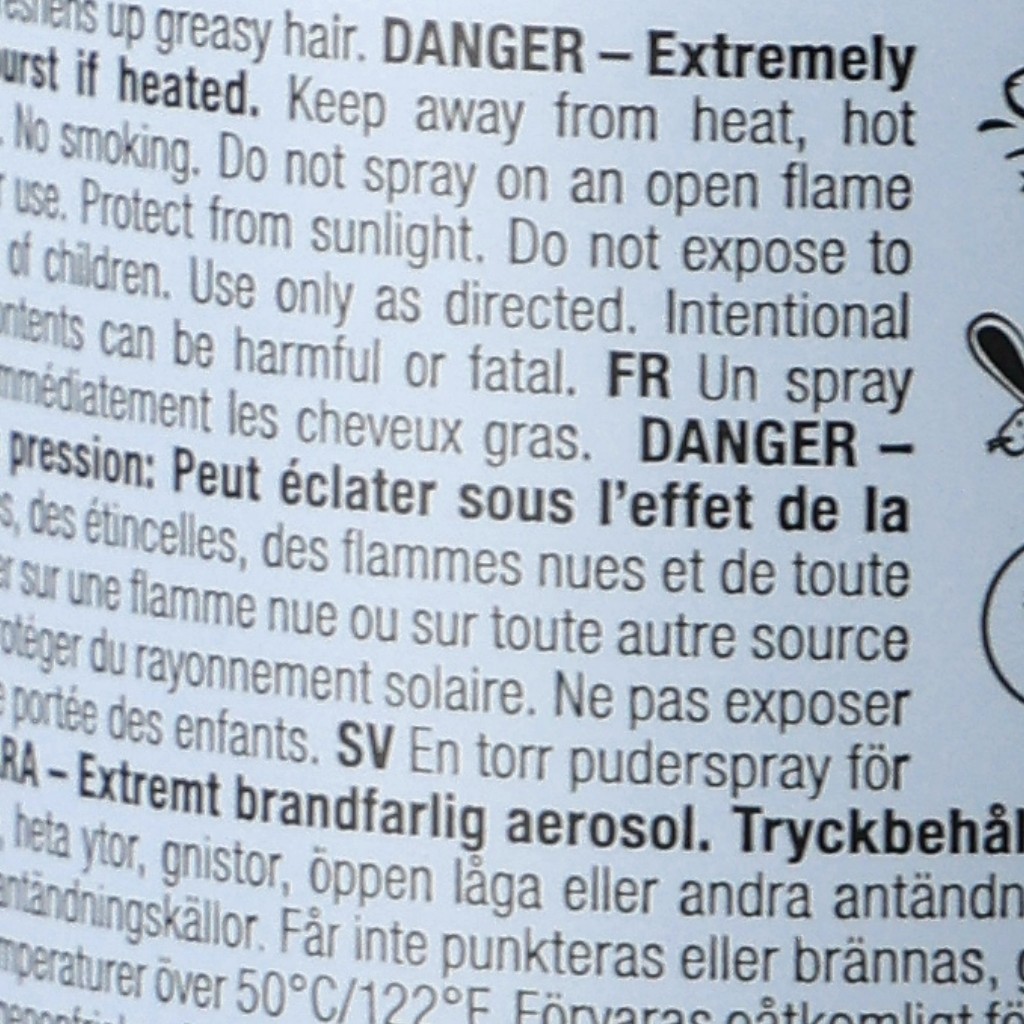 up greasy hair. DANGER – Extremely
if heated. Keep away from heat, hot
No smoking. Do not spray on an open flame
use. Protect from sunlight. Do not expose to
of children. Use only as directed. Intentional
can be harmful or fatal. FR Un spray
les cheveux gras. DANGER –
pression: Peut éclater sous l'effet de la
des étincelles, des flammes nues et de toute
sur une flamme nue ou sur toute autre source
du rayonnement solaire. Ne pas exposer
portée des enfants. SV En torr puderspray för
RA – Extremt brandfarlig aerosol. Tryckbehål
, heta ytor, gnistor, öppen låga eller andra antändn
antändningskällor. Får inte punkteras eller brännas,
mperaturer över 50°C/122°F. Förvaras oåtkomligt fö